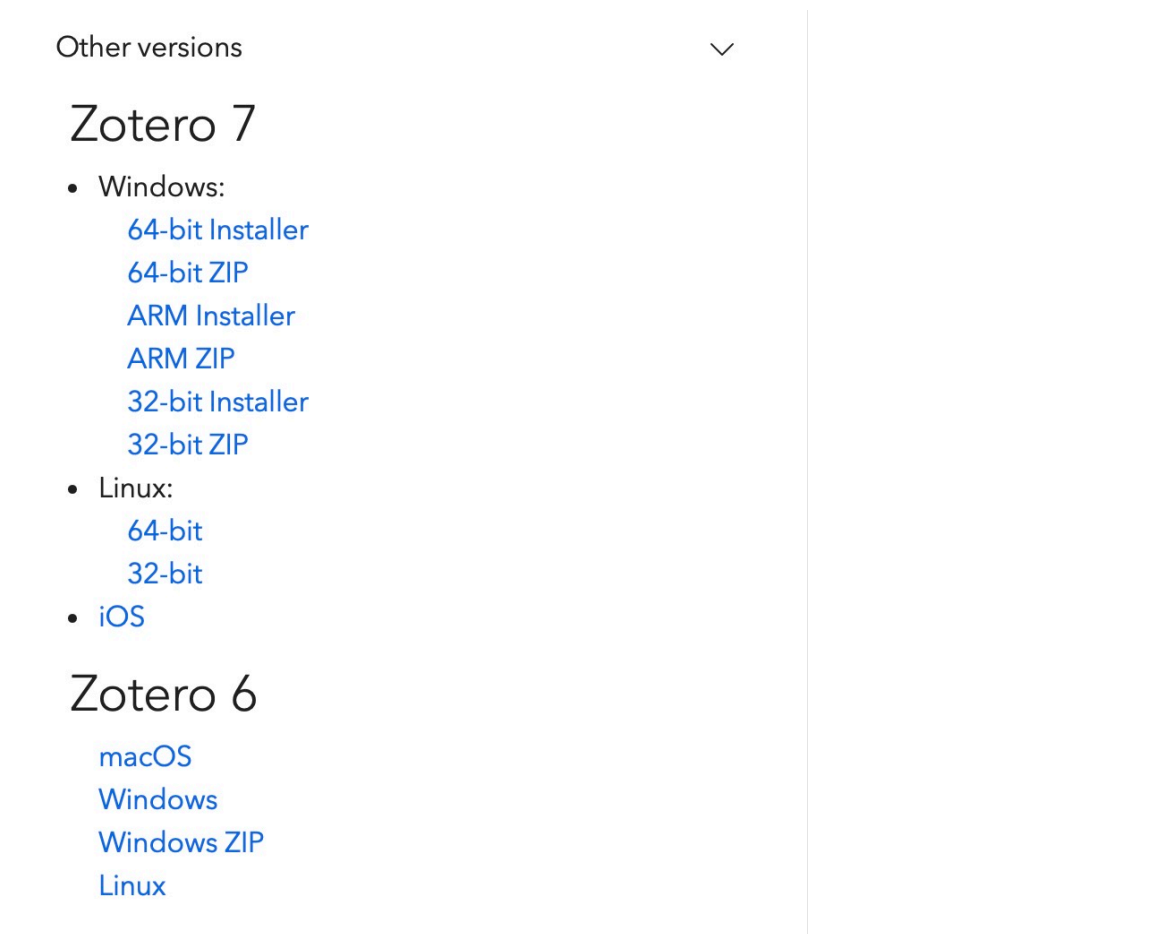 Other versions
Zotero 7
• Windows:
64-bit Installer
64-bit ZIP
ARM Installer
ARM ZIP
32-bit Installer
32-bit ZIP
• Linux:
64-bit
32-bit
• iOS
Zotero 6
macOS
Windows
Windows ZIP
Linux